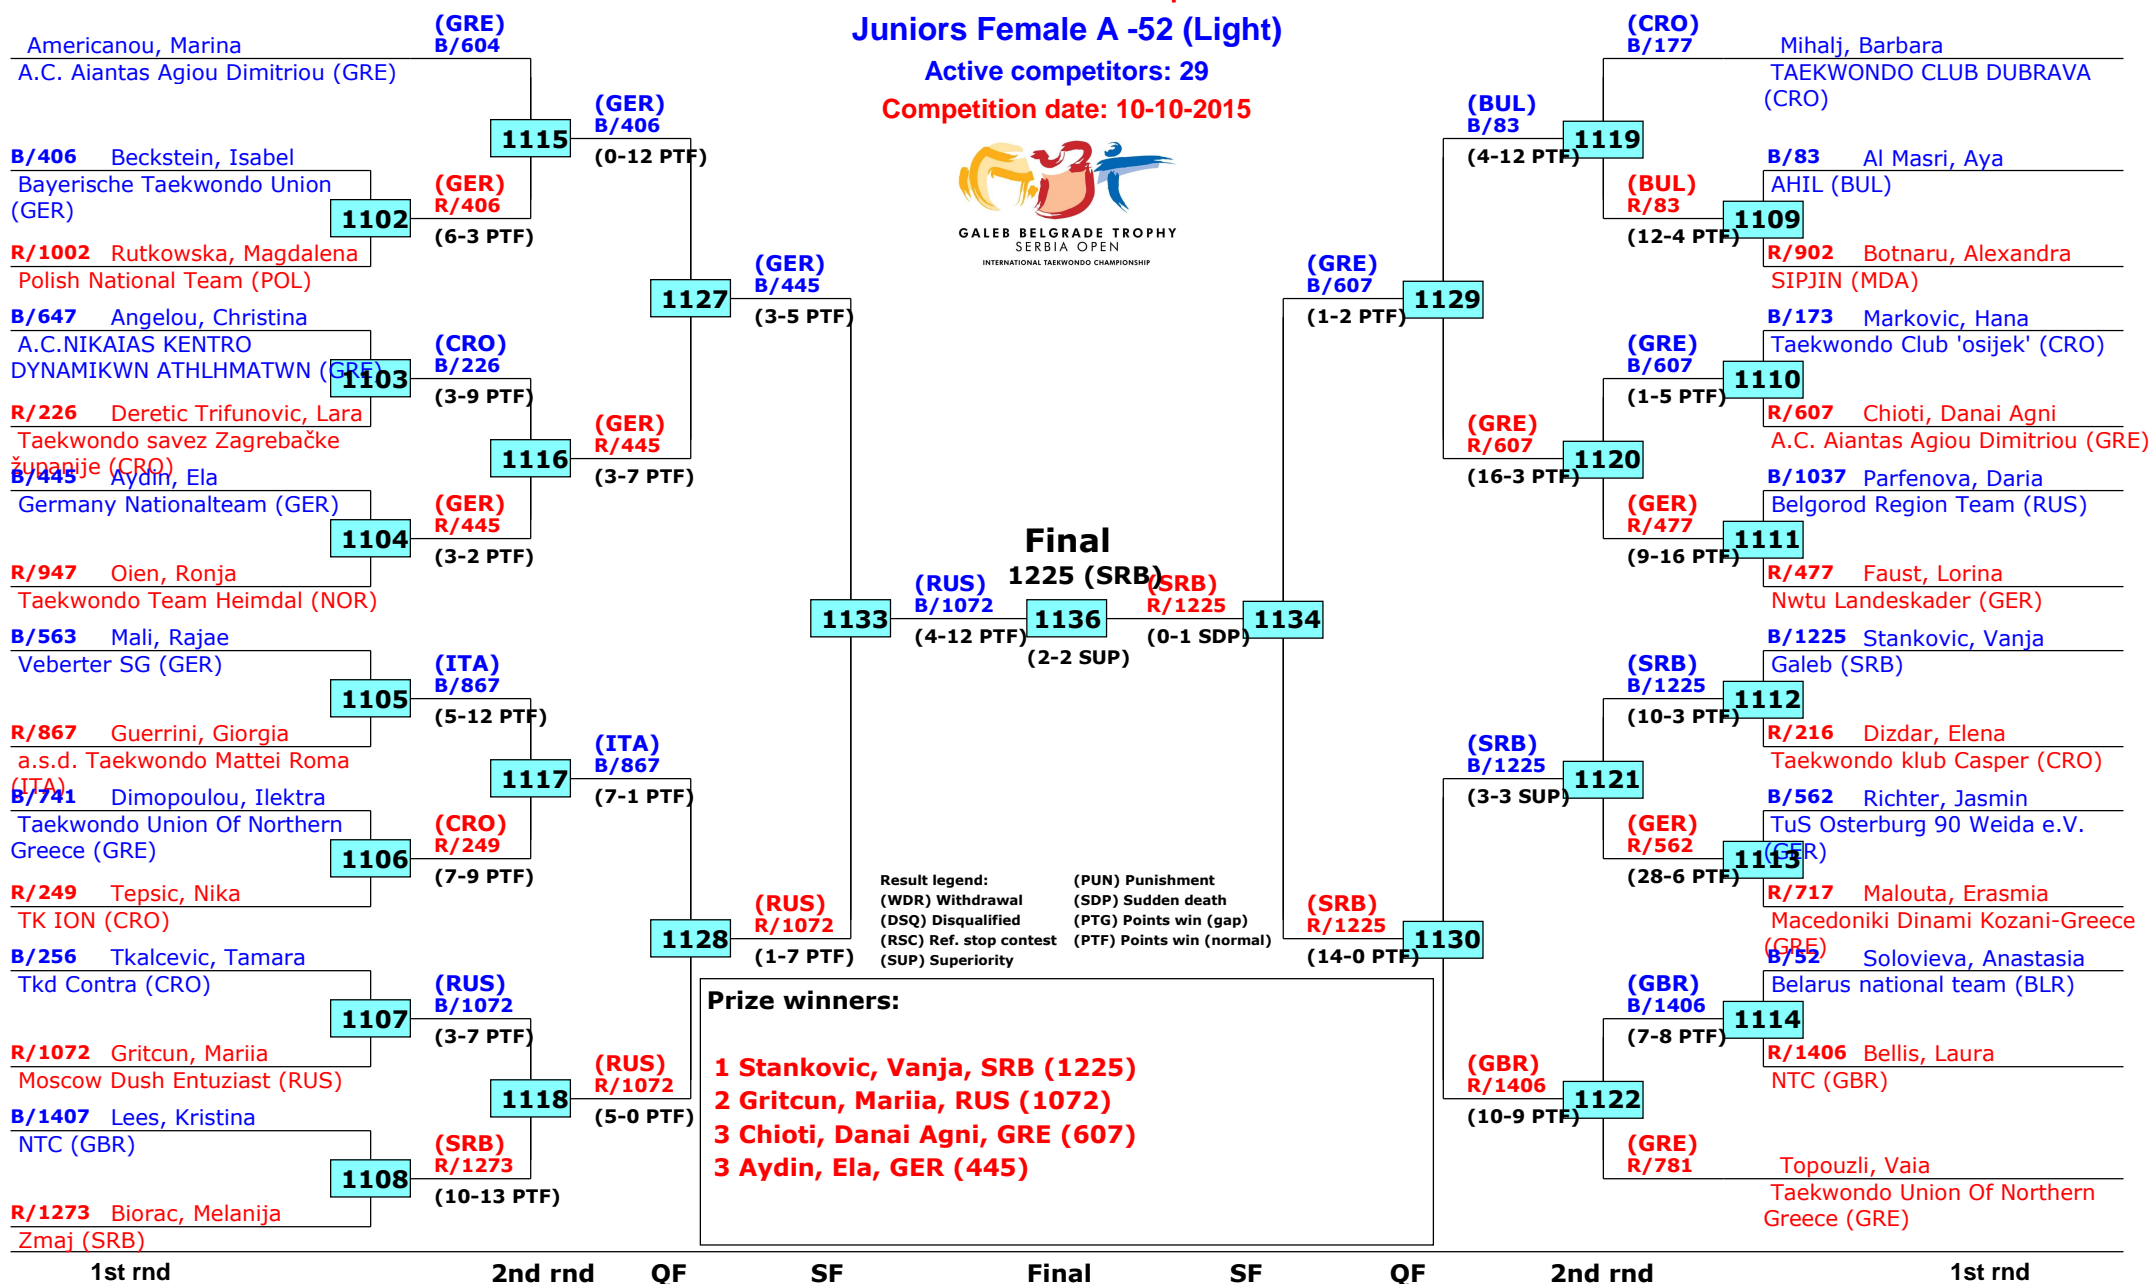 Juniors Female A -52 (Light)
Active competitors: 29
Competition date: 10-10-2015
GALEB BELGRADE TROPHY
SERBIA OPEN
INTERNATIONAL TAEKWONDO CHAMPIONSHIP
Americanou, Marina
A.C. Aiantas Agiou Dimitriou (GRE)
B/406 Beckstein, Isabel
Bayerische Taekwondo Union
(GER)
1102
R/1002 Rutkowska, Magdalena
Polish National Team (POL)
B/647 Angelou, Christina
A.C.NIKAIAS KENTRO
DYNAMIKWN ATHLHMATWN (GRE)
1103
R/226 Deretic Trifunovic, Lara
Taekwondo savez Zagrebačke
županije (CRO)
B/445 Aydin, Ela
Germany Nationalteam (GER)
1104
R/947 Oien, Ronja
Taekwondo Team Heimdal (NOR)
B/563 Mali, Rajae
Veberter SG (GER)
1105
R/867 Guerrini, Giorgia
a.s.d. Taekwondo Mattei Roma
(ITA)
B/741 Dimopoulou, Ilektra
Taekwondo Union Of Northern
Greece (GRE)
1106
R/249 Tepsic, Nika
TK ION (CRO)
B/256 Tkalcevic, Tamara
Tkd Contra (CRO)
1107
R/1072 Gritcun, Mariia
Moscow Dush Entuziast (RUS)
B/1407 Lees, Kristina
NTC (GBR)
1108
R/1273 Biorac, Melanija
Zmaj (SRB)
(GRE)
B/604
1115
(GER)
R/406
(6-3 PTF)
(CRO)
B/226
(3-9 PTF)
1116
(GER)
R/445
(3-2 PTF)
(ITA)
B/867
(5-12 PTF)
1117
(CRO)
R/249
(7-9 PTF)
(RUS)
B/1072
(3-7 PTF)
1118
(SRB)
R/1273
(10-13 PTF)
(GER)
B/406
(0-12 PTF)
1127
(GER)
R/445
(3-7 PTF)
(ITA)
B/867
(7-1 PTF)
1128
(RUS)
R/1072
(5-0 PTF)
(GER)
B/445
(3-5 PTF)
1133
(RUS)
R/1072
(1-7 PTF)
(RUS)
B/1072
(4-12 PTF)
Final
1225 (SRB)
1136
(2-2 SUP)
(SRB)
R/1225
(0-1 SDP)
1134
(GRE)
B/607
(1-2 PTF)
(SRB)
R/1225
(14-0 PTF)
(BUL)
B/83
(4-12 PTF)
1129
(GRE)
R/607
(16-3 PTF)
(SRB)
B/1225
(3-3 SUP)
1130
(GBR)
R/1406
(10-9 PTF)
(CRO)
B/177
1119
(BUL)
R/83
(12-4 PTF)
(GRE)
B/607
(1-5 PTF)
1120
(GER)
R/477
(9-16 PTF)
(SRB)
B/1225
(10-3 PTF)
1121
(GER)
R/562
(28-6 PTF)
(GBR)
B/1406
(7-8 PTF)
1122
(GRE)
R/781
Mihalj, Barbara
TAEKWONDO CLUB DUBRAVA
(CRO)
B/83 Al Masri, Aya
AHIL (BUL)
1109
R/902 Botnaru, Alexandra
SIPJIN (MDA)
B/173 Markovic, Hana
Taekwondo Club 'osijek' (CRO)
1110
R/607 Chioti, Danai Agni
A.C. Aiantas Agiou Dimitriou (GRE)
B/1037 Parfenova, Daria
Belgorod Region Team (RUS)
1111
R/477 Faust, Lorina
Nwtu Landeskader (GER)
B/1225 Stankovic, Vanja
Galeb (SRB)
1112
R/216 Dizdar, Elena
Taekwondo klub Casper (CRO)
B/562 Richter, Jasmin
TuS Osterburg 90 Weida e.V.
(GER)
1113
R/717 Malouta, Erasmia
Macedoniki Dinami Kozani-Greece
(GRE)
B/52 Solovieva, Anastasia
Belarus national team (BLR)
1114
R/1406 Bellis, Laura
NTC (GBR)
Topouzli, Vaia
Taekwondo Union Of Northern
Greece (GRE)
Result legend: (PUN) Punishment
(WDR) Withdrawal (SDP) Sudden death
(DSQ) Disqualified (PTG) Points win (gap)
(RSC) Ref. stop contest (PTF) Points win (normal)
(SUP) Superiority
Prize winners:
1 Stankovic, Vanja, SRB (1225)
2 Gritcun, Mariia, RUS (1072)
3 Chioti, Danai Agni, GRE (607)
3 Aydin, Ela, GER (445)
1st rnd 2nd rnd QF SF Final SF QF 2nd rnd 1st rnd